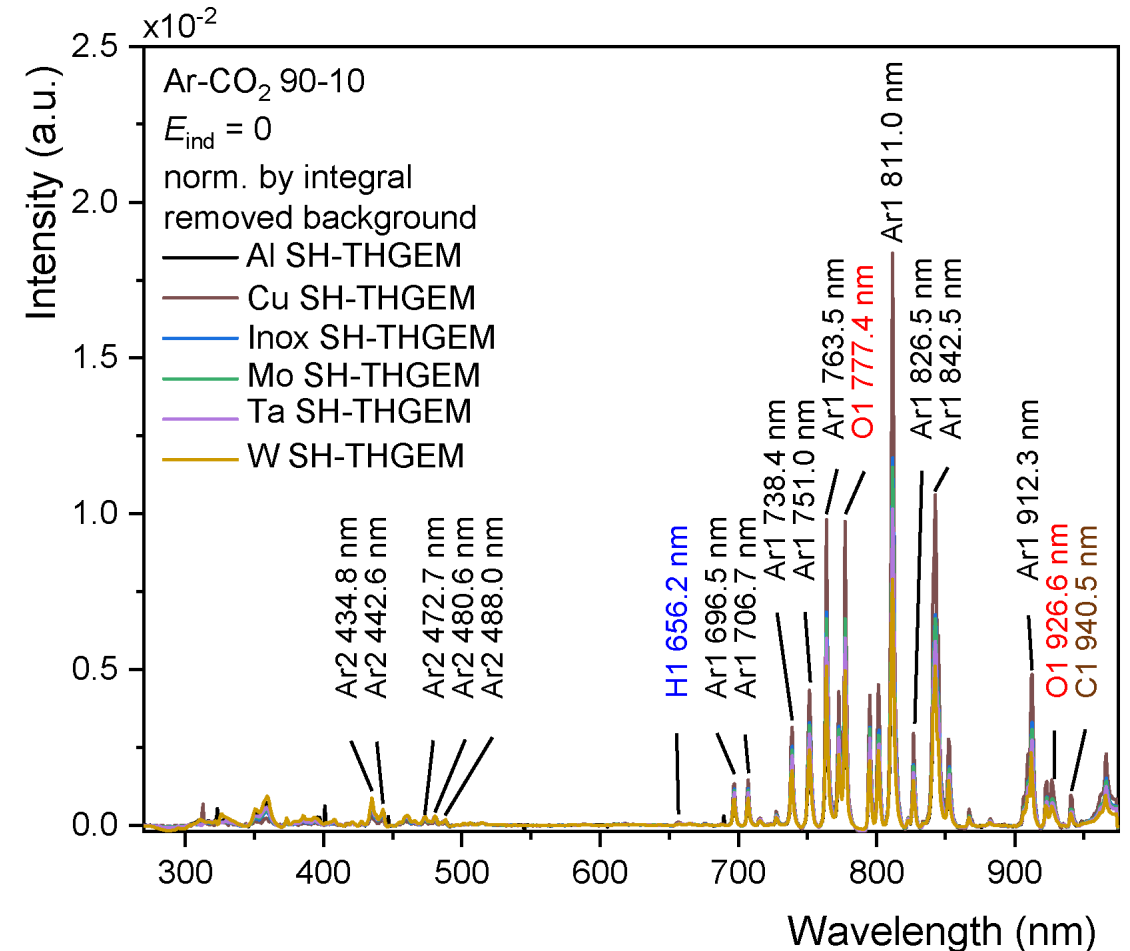 x10⁻²
2.5
2.0
1.5
1.0
0.5
0.0
Intensity (a.u.)
Ar-CO₂ 90-10
E_ind = 0
norm. by integral
removed background
Al SH-THGEM
Cu SH-THGEM
Inox SH-THGEM
Mo SH-THGEM
Ta SH-THGEM
W SH-THGEM
Ar2 434.8 nm
Ar2 442.6 nm
Ar2 472.7 nm
Ar2 480.6 nm
Ar2 488.0 nm
H1 656.2 nm
Ar1 696.5 nm
Ar1 706.7 nm
Ar1 738.4 nm
Ar1 751.0 nm
Ar1 763.5 nm
O1 777.4 nm
Ar1 811.0 nm
Ar1 826.5 nm
Ar1 842.5 nm
Ar1 912.3 nm
O1 926.6 nm
C1 940.5 nm
300
400
500
600
700
800
900
Wavelength (nm)